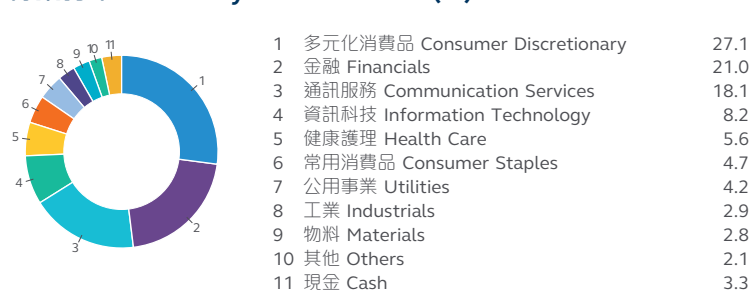 1 多元化消費品 Consumer Discretionary 27.1
2 金融 Financials 21.0
3 通訊服務 Communication Services 18.1
4 資訊科技 Information Technology 8.2
5 健康護理 Health Care 5.6
6 常用消費品 Consumer Staples 4.7
7 公用事業 Utilities 4.2
8 工業 Industrials 2.9
9 物料 Materials 2.8
10 其他 Others 2.1
11 現金 Cash 3.3
1
2
3
4
5
6
7
8
9
10
11